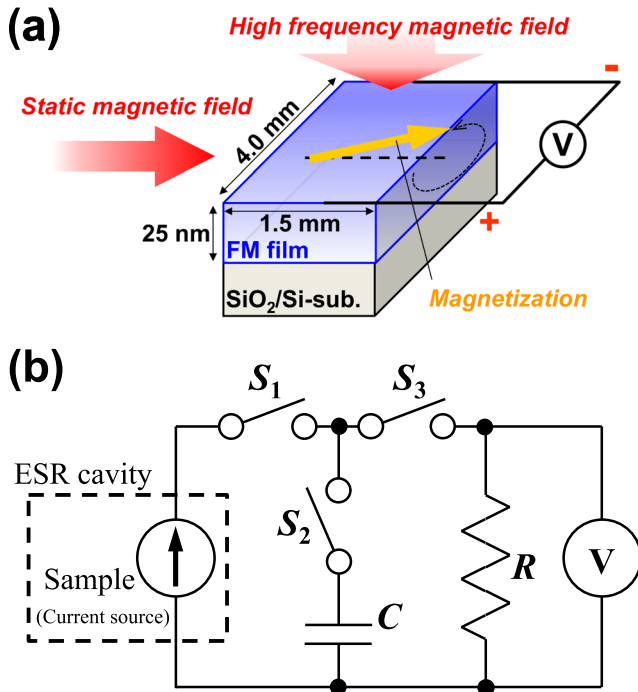 (a)
High frequency magnetic field
Static magnetic field
-
4.0 mm
V
1.5 mm
+
25 nm
FM film
SiO₂/Si-sub.
Magnetization
(b)
S₁
S₃
ESR cavity
S₂
Sample
(Current source)
R
V
C